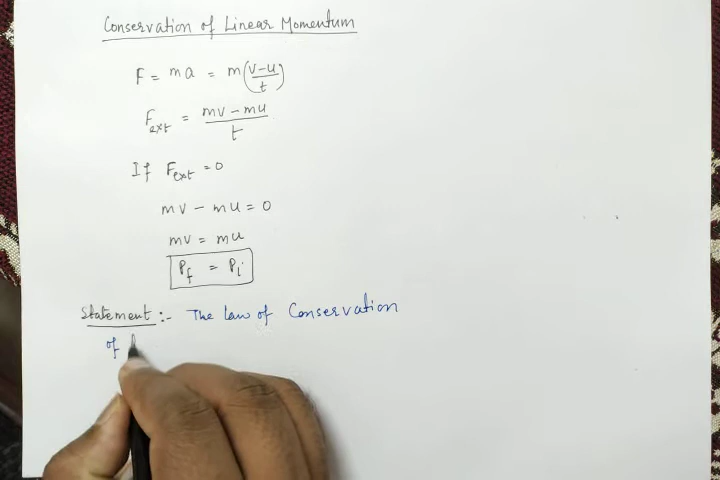 Conservation of Linear Momentum
F = ma = m(v-u/t)
Fext = mv - mu / t
If Fext = 0
mv - mu = 0
mv = mu
Pf = Pi
Statement :- The law of Conservation
of